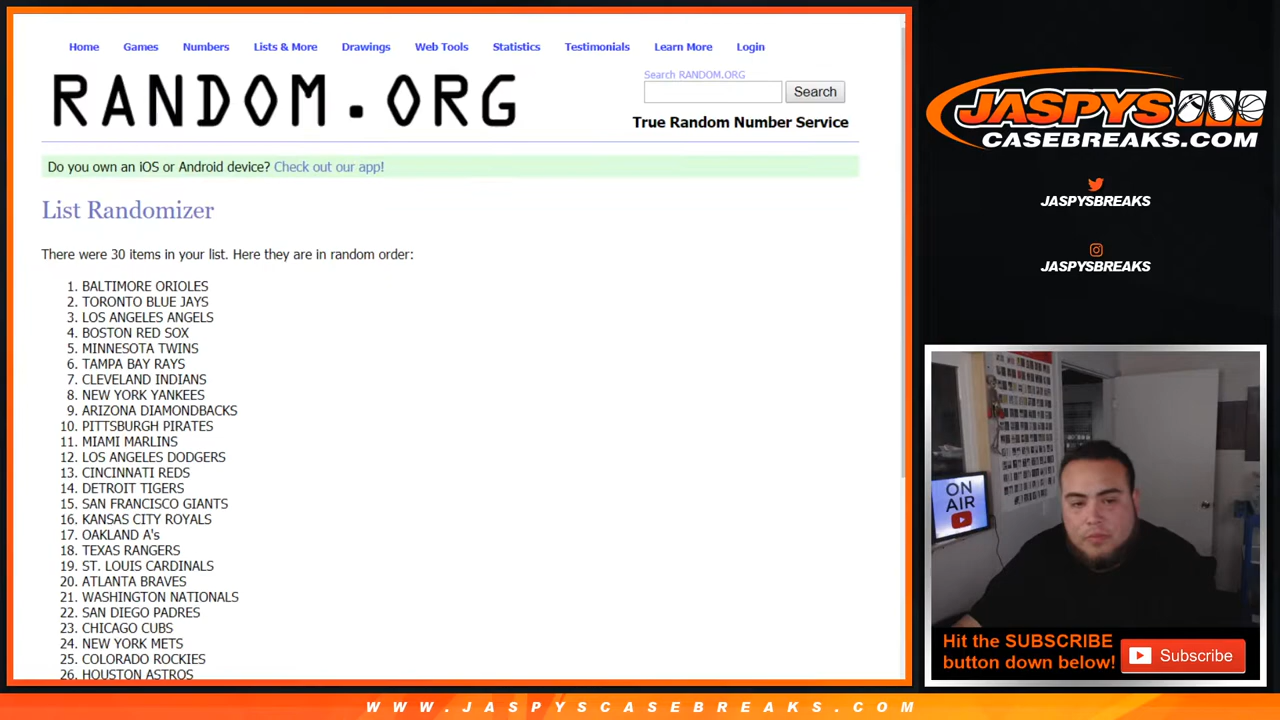 Home Games Numbers Lists & More Drawings Web Tools Statistics Testimonials Learn More Login
RANDOM.ORG
Search RANDOM.ORG
Search
True Random Number Service
Do you own an iOS or Android device? Check out our app!
List Randomizer
There were 30 items in your list. Here they are in random order:
1. BALTIMORE ORIOLES
2. TORONTO BLUE JAYS
3. LOS ANGELES ANGELS
4. BOSTON RED SOX
5. MINNESOTA TWINS
6. TAMPA BAY RAYS
7. CLEVELAND INDIANS
8. NEW YORK YANKEES
9. ARIZONA DIAMONDBACKS
10. PITTSBURGH PIRATES
11. MIAMI MARLINS
12. LOS ANGELES DODGERS
13. CINCINNATI REDS
14. DETROIT TIGERS
15. SAN FRANCISCO GIANTS
16. KANSAS CITY ROYALS
17. OAKLAND A's
18. TEXAS RANGERS
19. ST. LOUIS CARDINALS
20. ATLANTA BRAVES
21. WASHINGTON NATIONALS
22. SAN DIEGO PADRES
23. CHICAGO CUBS
24. NEW YORK METS
25. COLORADO ROCKIES
26. HOUSTON ASTROS
JASPYS
CASEBREAKS.COM
JASPYSBREAKS
JASPYSBREAKS
ON
AIR
Hit the SUBSCRIBE
button down below!
Subscribe
WWW.JASPYSCASEBREAKS.COM